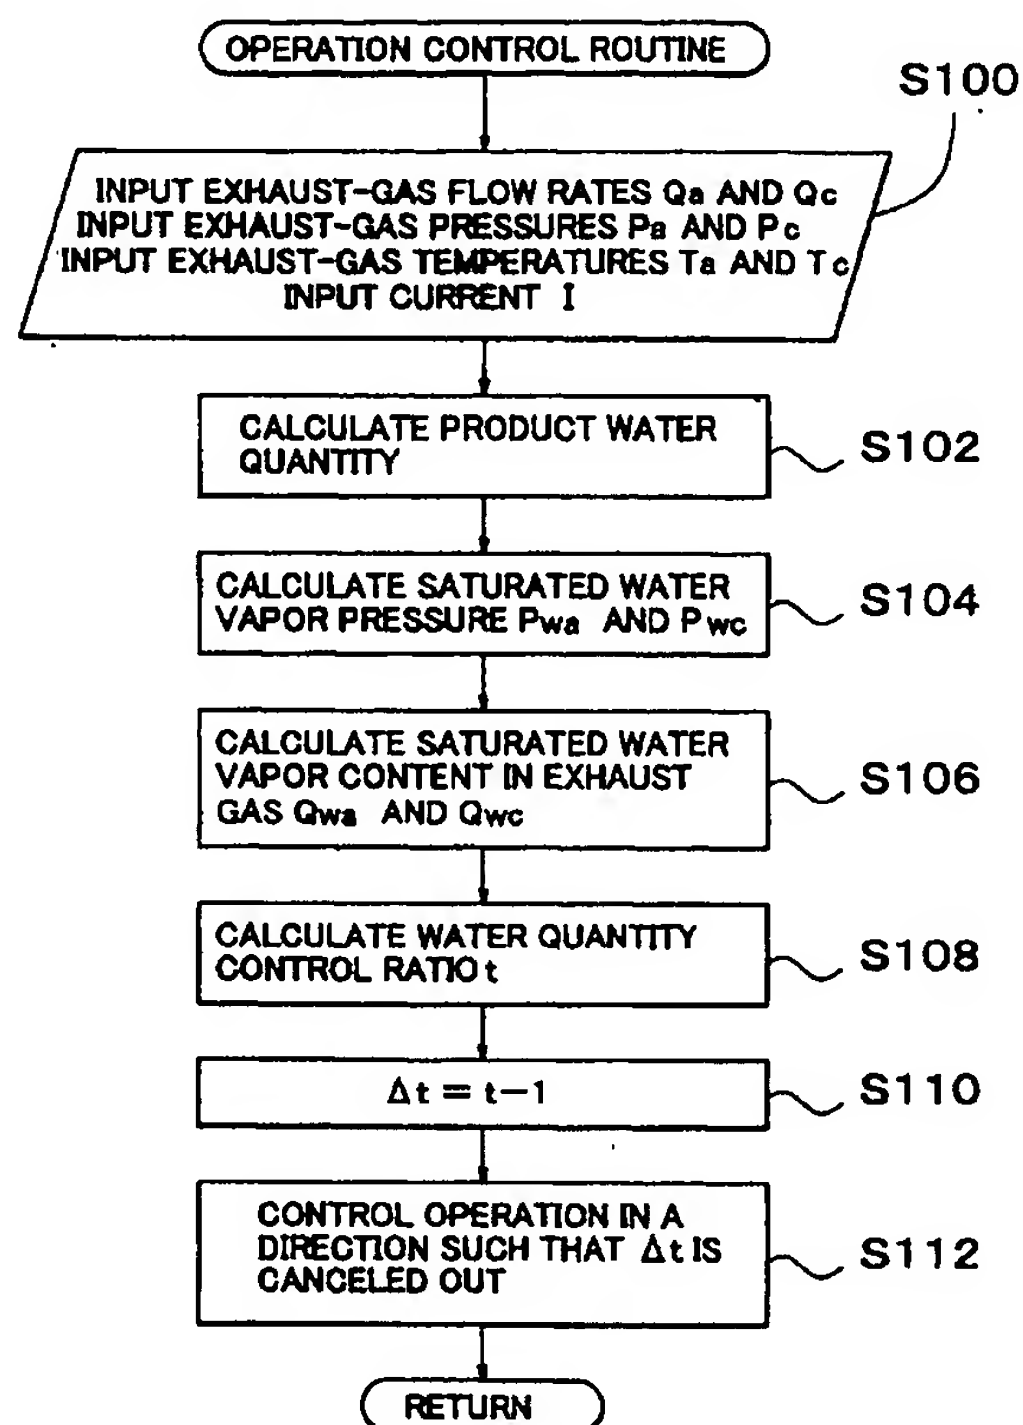 OPERATION CONTROL ROUTINE
S100
INPUT EXHAUST-GAS FLOW RATES Qa AND Qc
INPUT EXHAUST-GAS PRESSURES Pa AND Pc
INPUT EXHAUST-GAS TEMPERATURES Ta AND Tc
INPUT CURRENT I
CALCULATE PRODUCT WATER
QUANTITY
S102
CALCULATE SATURATED WATER
VAPOR PRESSURE Pwa AND Pwc
S104
CALCULATE SATURATED WATER
VAPOR CONTENT IN EXHAUST
GAS Qwa AND Qwc
S106
CALCULATE WATER QUANTITY
CONTROL RATIO t
S108
Δt = t-1
S110
CONTROL OPERATION IN A
DIRECTION SUCH THAT Δt IS
CANCELED OUT
S112
RETURN